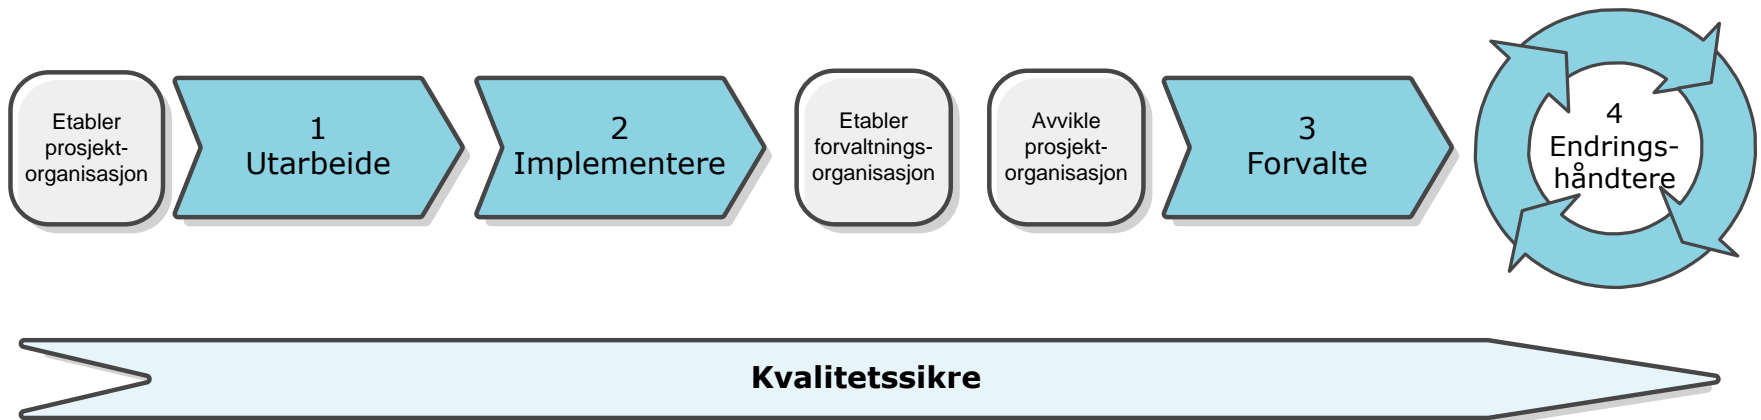 Etabler
prosjekt-
organisasjon
1
Utarbeide
2
Implementere
Etabler
forvaltnings-
organisasjon
Avvikle
prosjekt-
organisasjon
3
Forvalte
4
Endrings-
håndtere
Kvalitetssikre